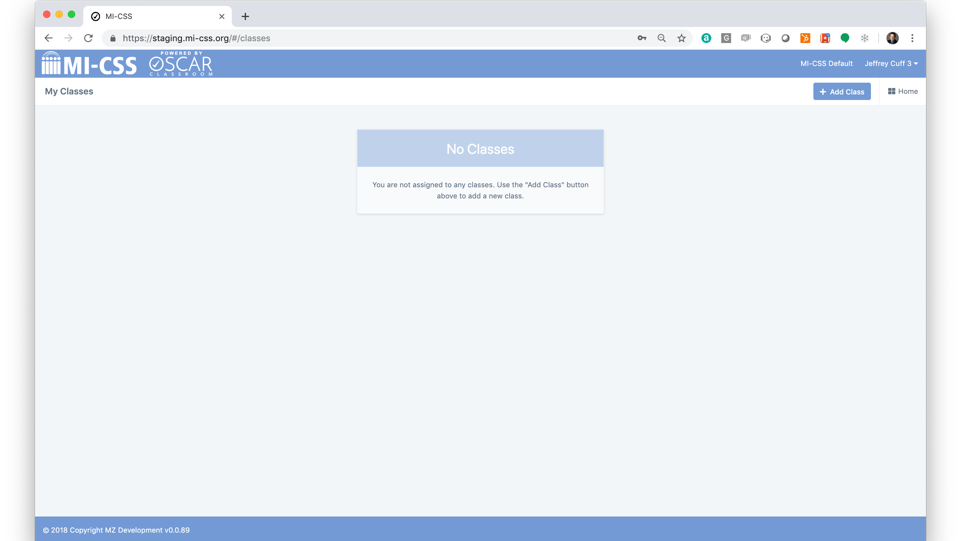 MI-CSS
https://staging.mi-css.org/#/classes
MI-CSS
POWERED BY
OSCAR
CLASSROOM
MI-CSS Default
Jeffrey Cuff 3
My Classes
+ Add Class
Home
No Classes
You are not assigned to any classes. Use the "Add Class" button
above to add a new class.
© 2018 Copyright MZ Development v0.0.89